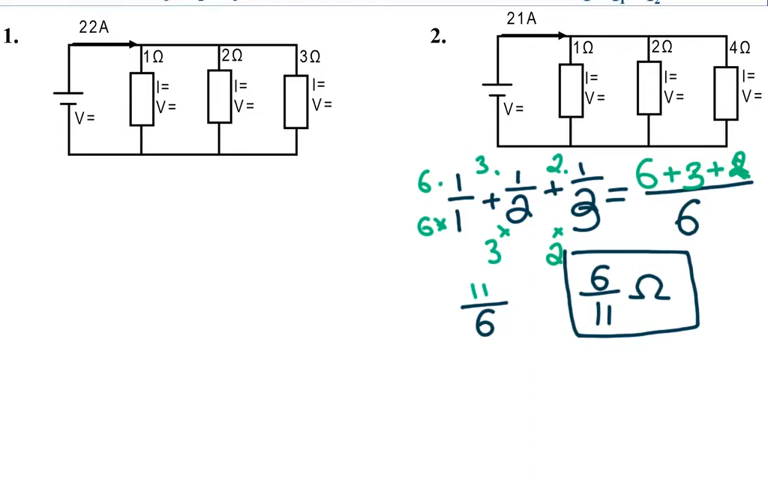 1.
22A
1Ω
2Ω
3Ω
I=
V=
I=
V=
I=
V=
V=
2.
21A
1Ω
2Ω
4Ω
I=
V=
I=
V=
I=
V=
V=
6. 3. 2.
1/1 + 1/2 + 1/3 = 6+3+2/6
6× × ×
3 2
11/6
6/11 Ω